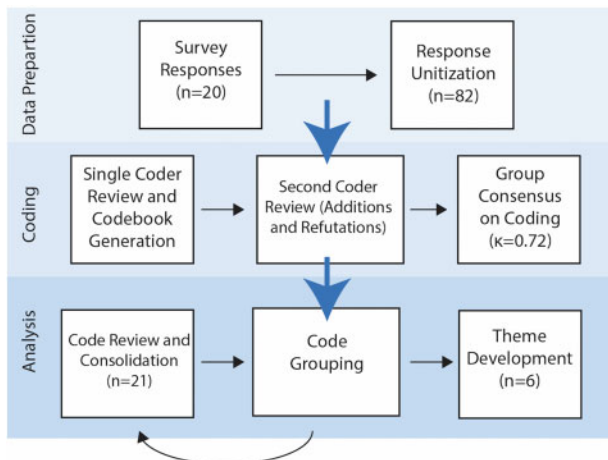 Data Prepartion
Survey
Responses
(n=20)
Response
Unitization
(n=82)
Coding
Single Coder
Review and
Codebook
Generation
Second Coder
Review (Additions
and Refutations)
Group
Consensus
on Coding
(κ=0.72)
Analysis
Code Review and
Consolidation
(n=21)
Code
Grouping
Theme
Development
(n=6)